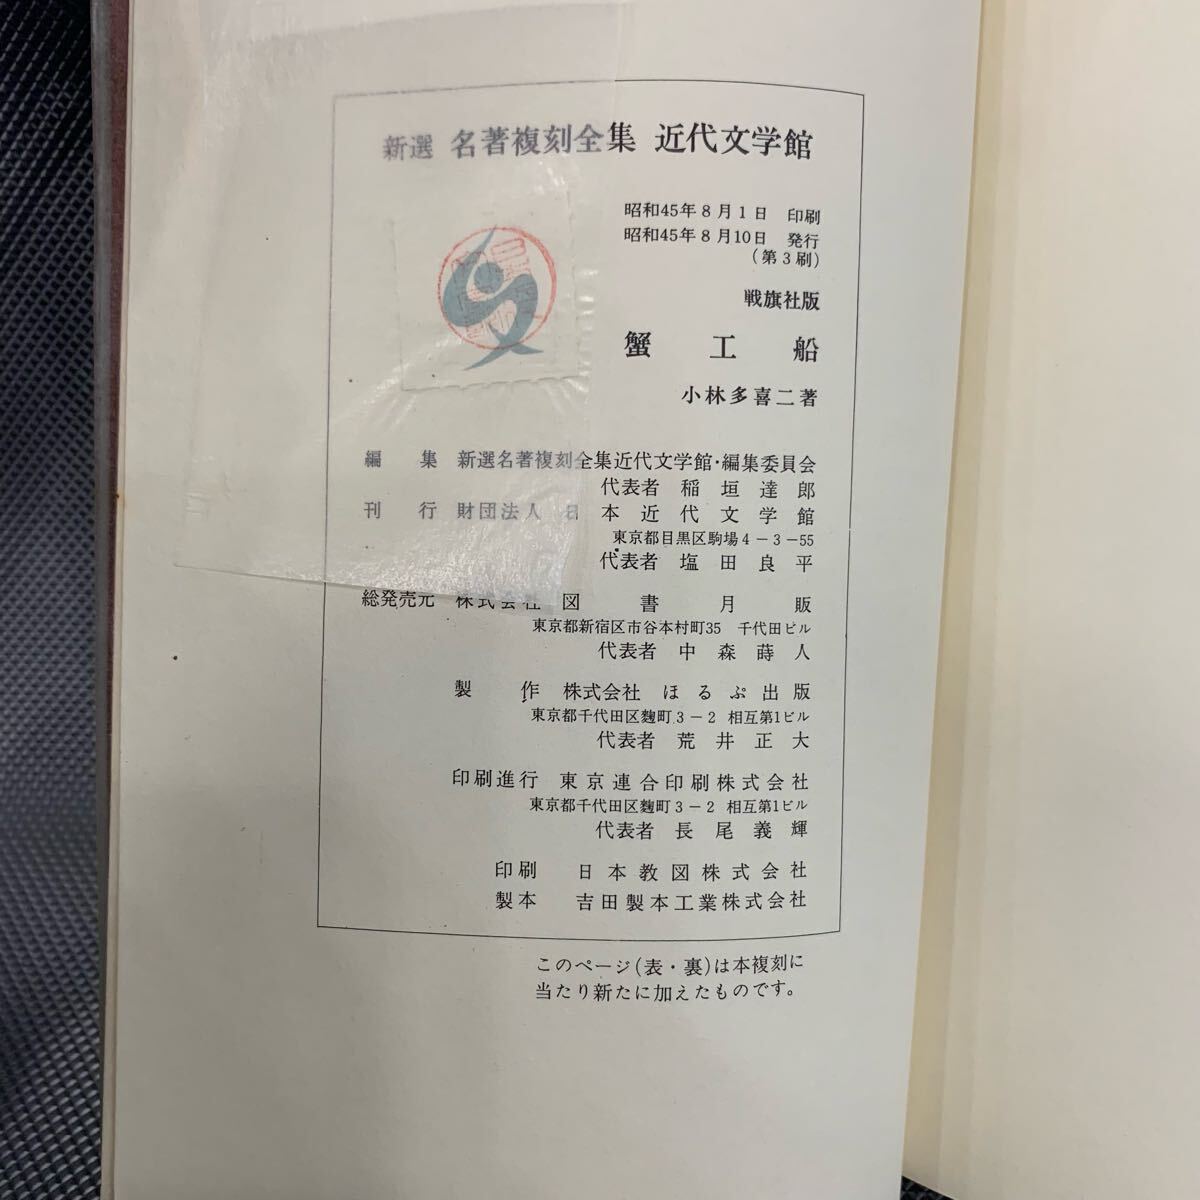 新選 名著複刻全集 近代文学館
昭和45年8月1日 印刷
昭和45年8月10日 発行
(第3刷)
戦旗社版
蟹工船
小林多喜二著
編集 新選名著複刻全集近代文学館・編集委員会
代表者 稲垣達郎
刊行 財団法人 日本近代文学館
東京都目黒区駒場4-3-55
代表者 塩田良平
総発売元 株式会社 図書月販
東京都新宿区市谷本村町35 千代田ビル
代表者 中森蒔人
製作 株式会社 ほるぷ出版
東京都千代田区麴町3-2 相互第1ビル
代表者 荒井正大
印刷進行 東京連合印刷株式会社
東京都千代田区麴町3-2 相互第1ビル
代表者 長尾義輝
印刷 日本教図株式会社
製本 吉田製本工業株式会社
このページ(表・裏)は本複刻に
当たり新たに加えたものです。